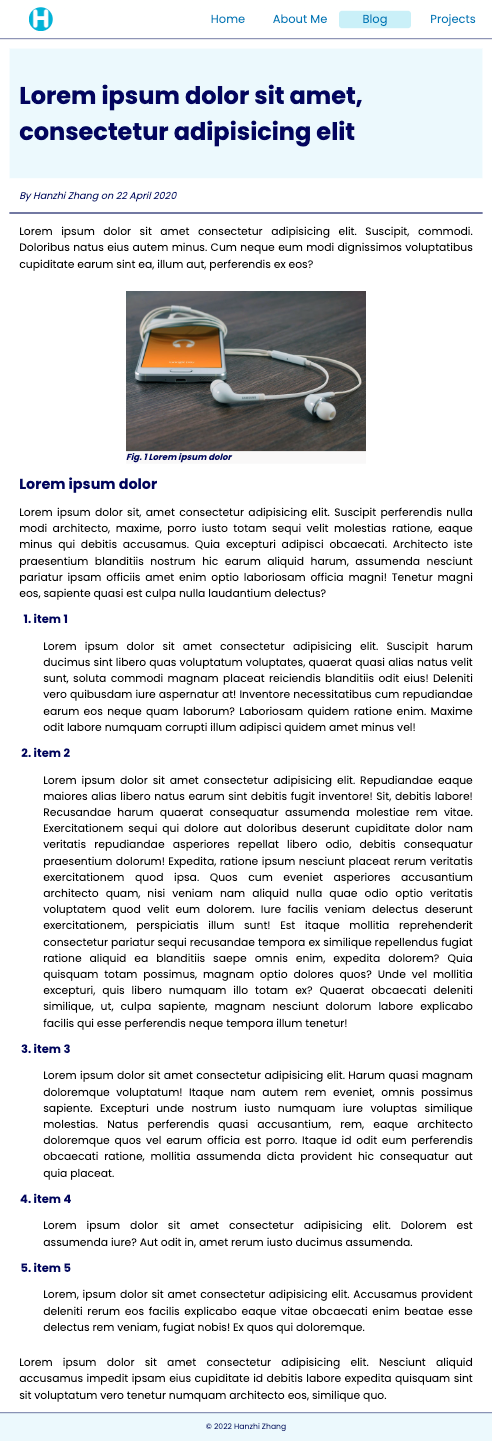 H
Home About Me Blog Projects
Lorem ipsum dolor sit amet,
consectetur adipisicing elit
By Hanzhi Zhang on 22 April 2020
Lorem ipsum dolor sit amet consectetur adipisicing elit. Suscipit, commodi.
Doloribus natus eius autem minus. Cum neque eum modi dignissimos voluptatibus
cupiditate earum sint ea, illum aut, perferendis ex eos?
Fig. 1 Lorem ipsum dolor
Lorem ipsum dolor
Lorem ipsum dolor sit, amet consectetur adipisicing elit. Suscipit perferendis nulla
modi architecto, maxime, porro iusto totam sequi velit molestias ratione, eaque
minus qui debitis accusamus. Quia excepturi adipisci obcaecati. Architecto iste
praesentium blanditiis nostrum hic earum aliquid harum, assumenda nesciunt
pariatur ipsam officiis amet enim optio laboriosam officia magni! Tenetur magni
eos, sapiente quasi est culpa nulla laudantium delectus?
1. item 1
Lorem ipsum dolor sit amet consectetur adipisicing elit. Suscipit harum
ducimus sint libero quas voluptatum voluptates, quaerat quasi alias natus velit
sunt, soluta commodi magnam placeat reiciendis blanditiis odit eius! Deleniti
vero quibusdam iure aspernatur at! Inventore necessitatibus cum repudiandae
earum eos neque quam laborum? Laboriosam quidem ratione enim. Maxime
odit labore numquam corrupti illum adipisci quidem amet minus vel!
2. item 2
Lorem ipsum dolor sit amet consectetur adipisicing elit. Repudiandae eaque
maiores alias libero natus earum sint debitis fugit inventore! Sit, debitis labore!
Recusandae harum quaerat consequatur assumenda molestiae rem vitae.
Exercitationem sequi qui dolore aut doloribus deserunt cupiditate dolor nam
veritatis repudiandae asperiores repellat libero odio, debitis consequatur
praesentium dolorum! Expedita, ratione ipsum nesciunt placeat rerum veritatis
exercitationem quod ipsa. Quos cum eveniet asperiores accusantium
architecto quam, nisi veniam nam aliquid nulla quae odio optio veritatis
voluptatem quod velit eum dolorem. Iure facilis veniam delectus deserunt
exercitationem, perspiciatis illum sunt! Est itaque mollitia reprehenderit
consectetur pariatur sequi recusandae tempora ex similique repellendus fugiat
ratione aliquid ea blanditiis saepe omnis enim, expedita dolorem? Quia
quisquam totam possimus, magnam optio dolores quos? Unde vel mollitia
excepturi, quis libero numquam illo totam ex? Quaerat obcaecati deleniti
similique, ut, culpa sapiente, magnam nesciunt dolorum labore explicabo
facilis qui esse perferendis neque tempora illum tenetur!
3. item 3
Lorem ipsum dolor sit amet consectetur adipisicing elit. Harum quasi magnam
doloremque voluptatum! Itaque nam autem rem eveniet, omnis possimus
sapiente. Excepturi unde nostrum iusto numquam iure voluptas similique
molestias. Natus perferendis quasi accusantium, rem, eaque architecto
doloremque quos vel earum officia est porro. Itaque id odit eum perferendis
obcaecati ratione, mollitia assumenda dicta provident hic consequatur aut
quia placeat.
4. item 4
Lorem ipsum dolor sit amet consectetur adipisicing elit. Dolorem est
assumenda iure? Aut odit in, amet rerum iusto ducimus assumenda.
5. item 5
Lorem, ipsum dolor sit amet consectetur adipisicing elit. Accusamus provident
deleniti rerum eos facilis explicabo eaque vitae obcaecati enim beatae esse
delectus rem veniam, fugiat nobis! Ex quos qui doloremque.
Lorem ipsum dolor sit amet consectetur adipisicing elit. Nesciunt aliquid
accusamus impedit ipsam eius cupiditate id debitis labore expedita quisquam sint
sit voluptatum vero tenetur numquam architecto eos, similique quo.
© 2022 Hanzhi Zhang